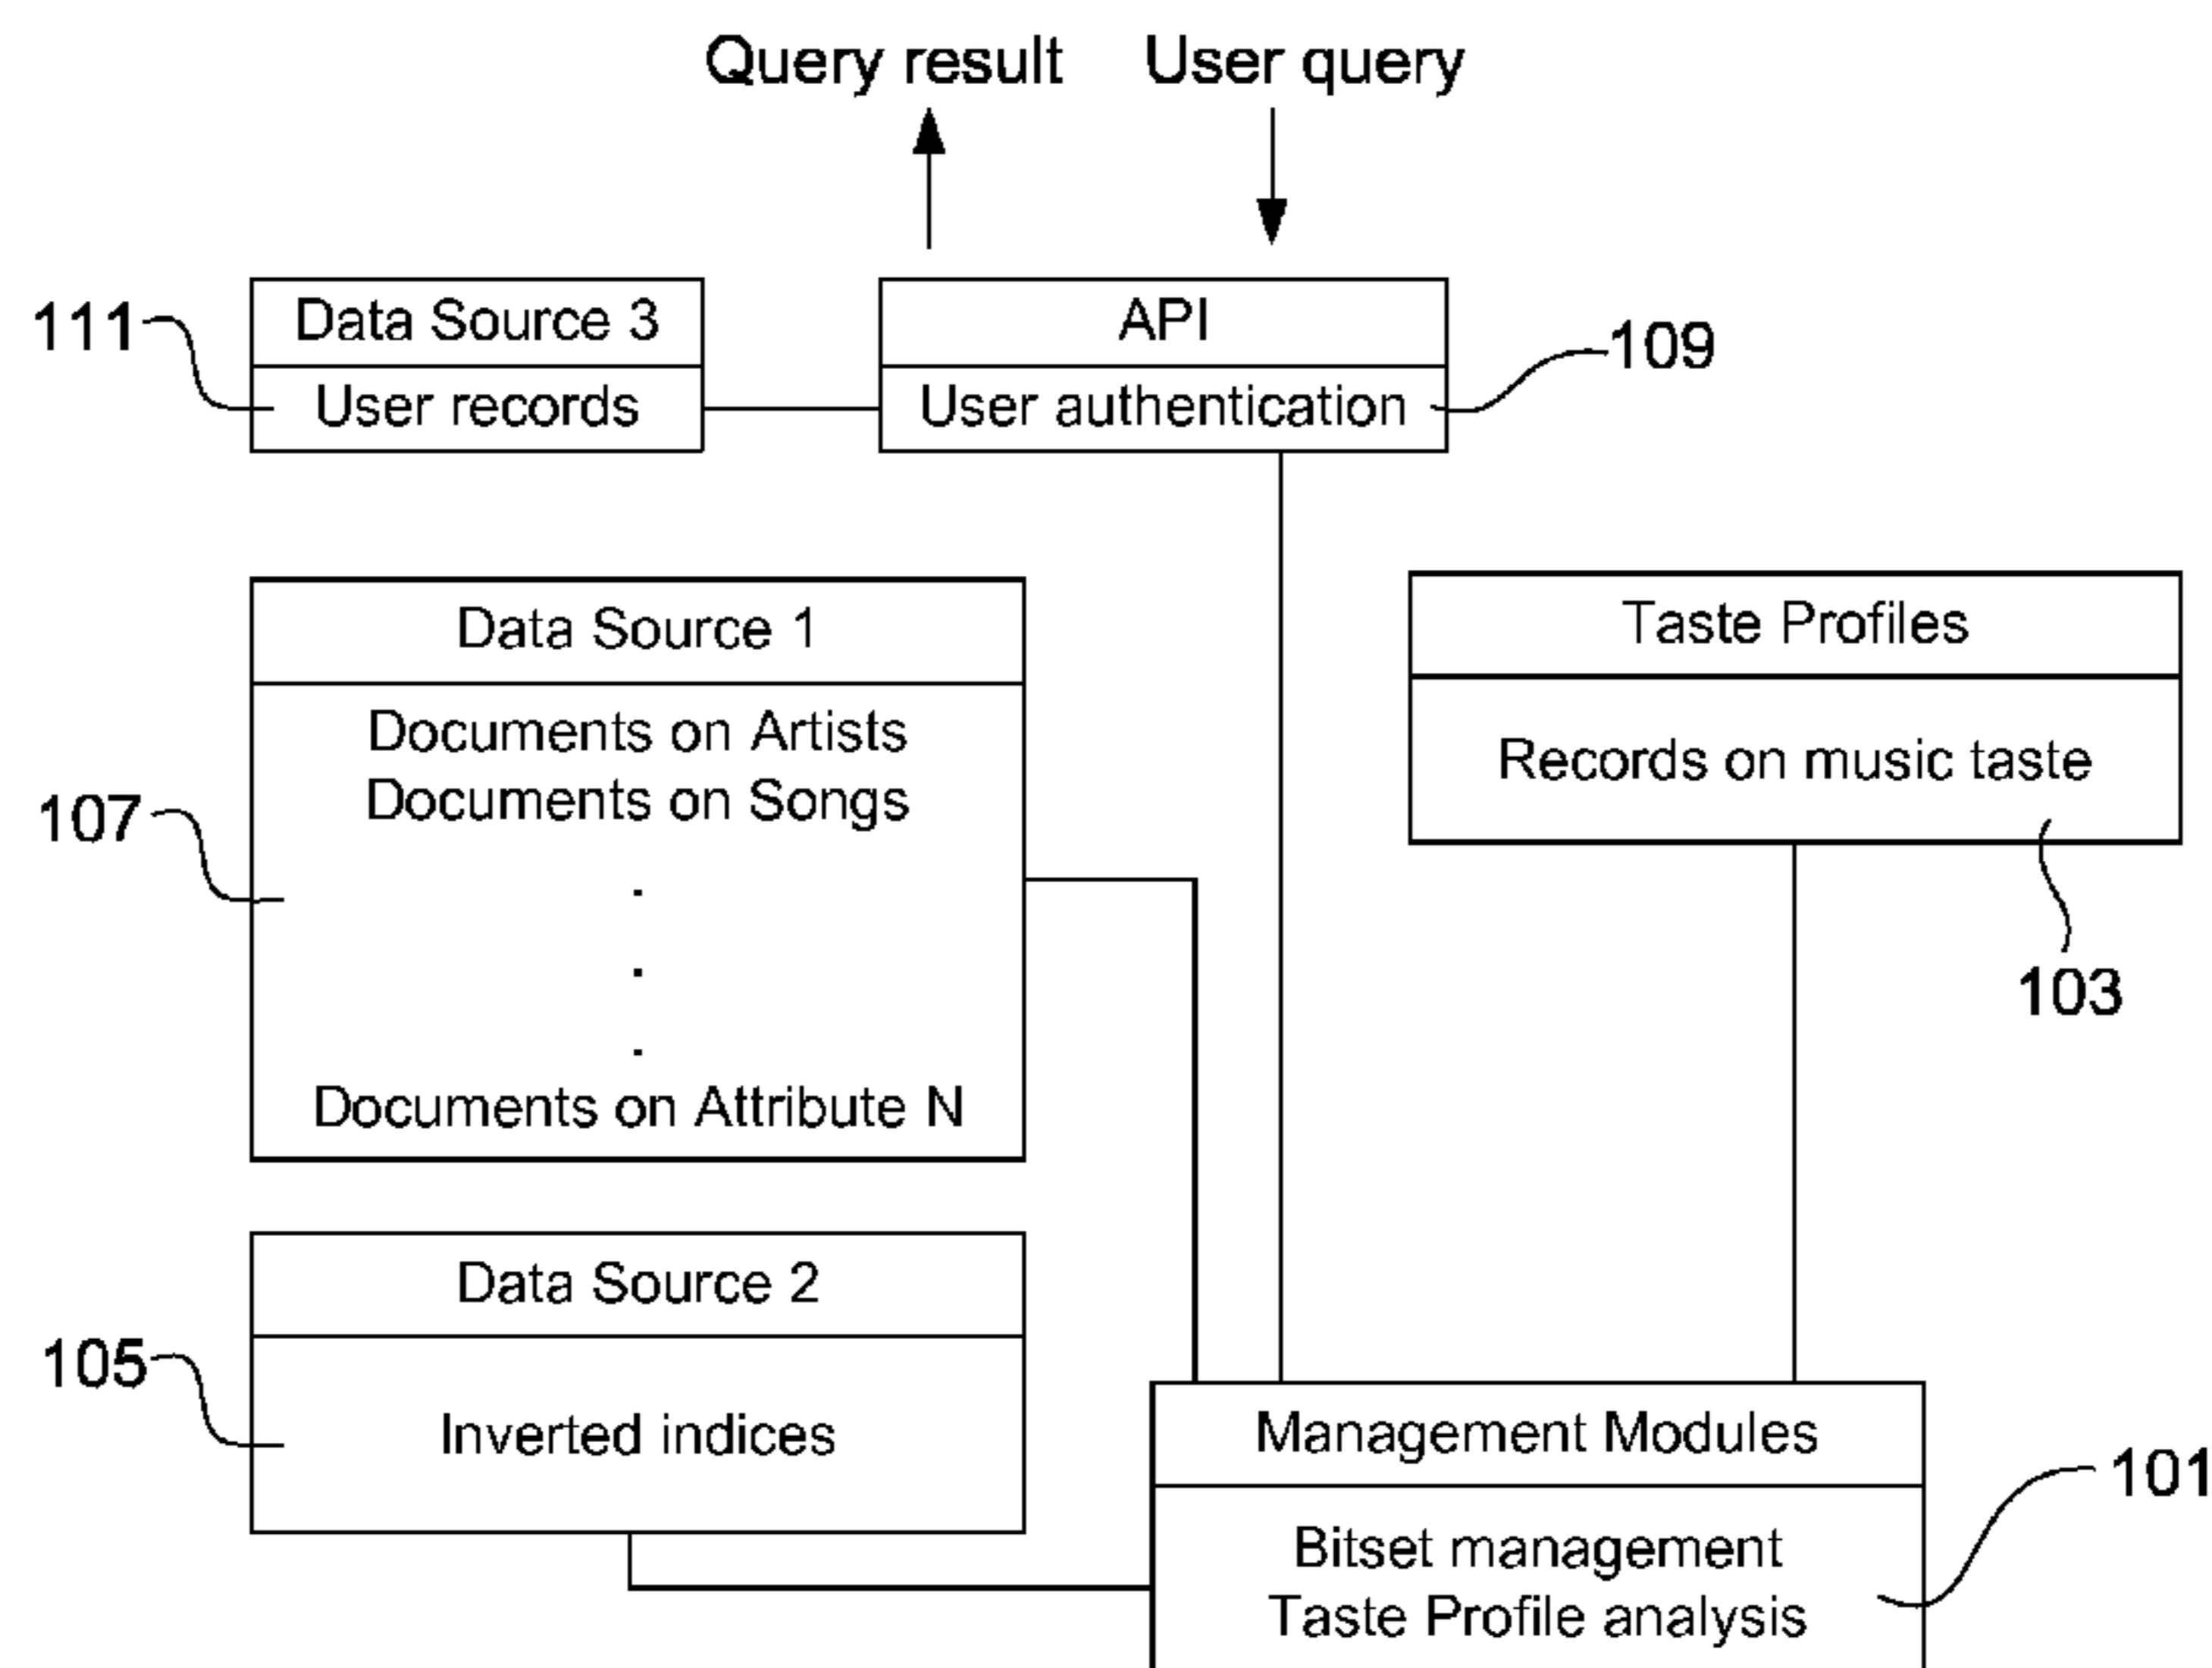 Query result
User query
111
Data Source 3
User records
API
User authentication
109
107
Data Source 1
Documents on Artists
Documents on Songs
.
.
.
Documents on Attribute N
Taste Profiles
Records on music taste
103
105
Data Source 2
Inverted indices
Management Modules
Bitset management
Taste Profile analysis
101